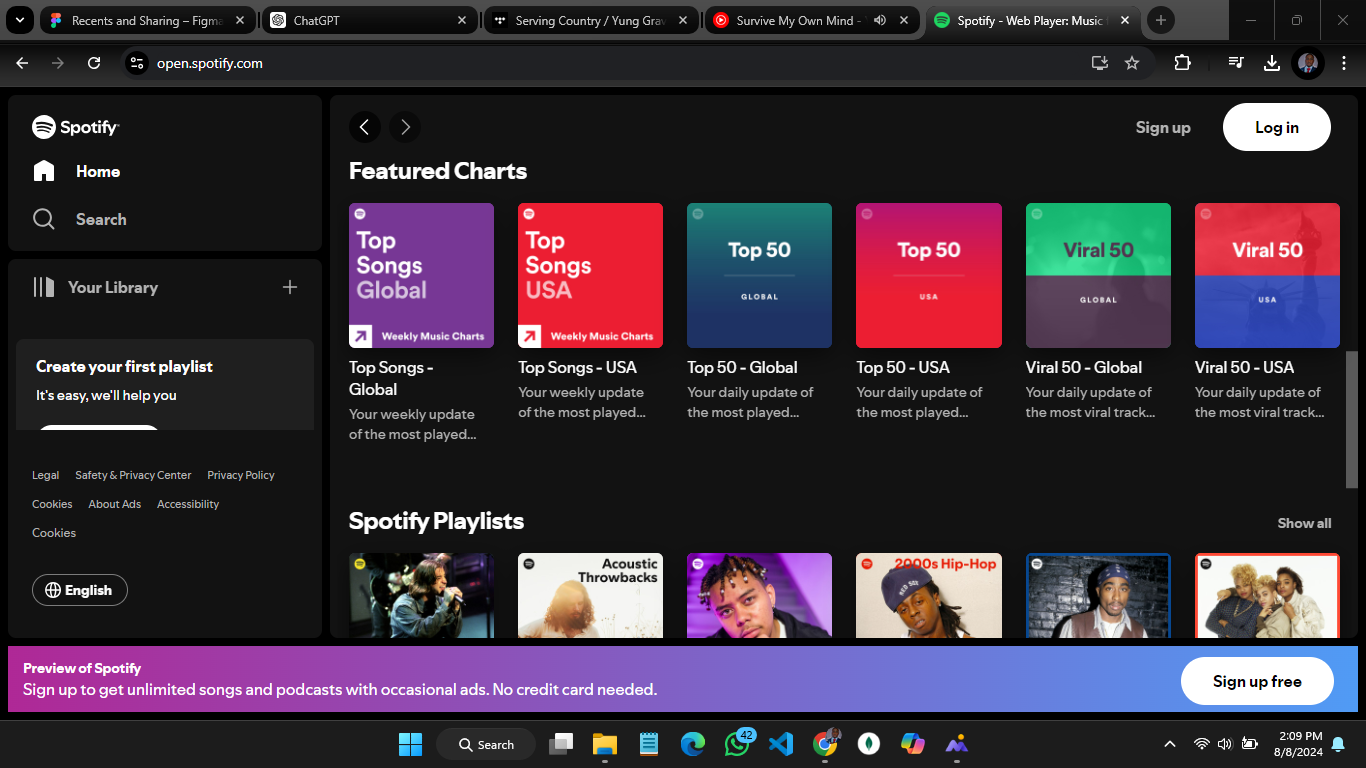 Recents and Sharing – Figma
ChatGPT
Serving Country / Yung Grav
Survive My Own Mind -
Spotify - Web Player: Music
open.spotify.com
Spotify
Home
Search
Your Library
Create your first playlist
It's easy, we'll help you
Legal Safety & Privacy Center Privacy Policy
Cookies About Ads Accessibility
Cookies
English
Sign up
Log in
Featured Charts
Top
Songs
Global
Weekly Music Charts
Top
Songs
USA
Weekly Music Charts
Top 50
GLOBAL
Top 50
USA
Viral 50
GLOBAL
Viral 50
USA
Top Songs -
Global
Your weekly update
of the most played...
Top Songs - USA
Your weekly update
of the most played...
Top 50 - Global
Your daily update of
the most played...
Top 50 - USA
Your daily update of
the most played...
Viral 50 - Global
Your daily update of
the most viral track...
Viral 50 - USA
Your daily update of
the most viral track...
Spotify Playlists
Show all
Acoustic
Throwbacks
2000s Hip-Hop
RED SOX
Preview of Spotify
Sign up to get unlimited songs and podcasts with occasional ads. No credit card needed.
Sign up free
Search
42
2:09 PM
8/8/2024